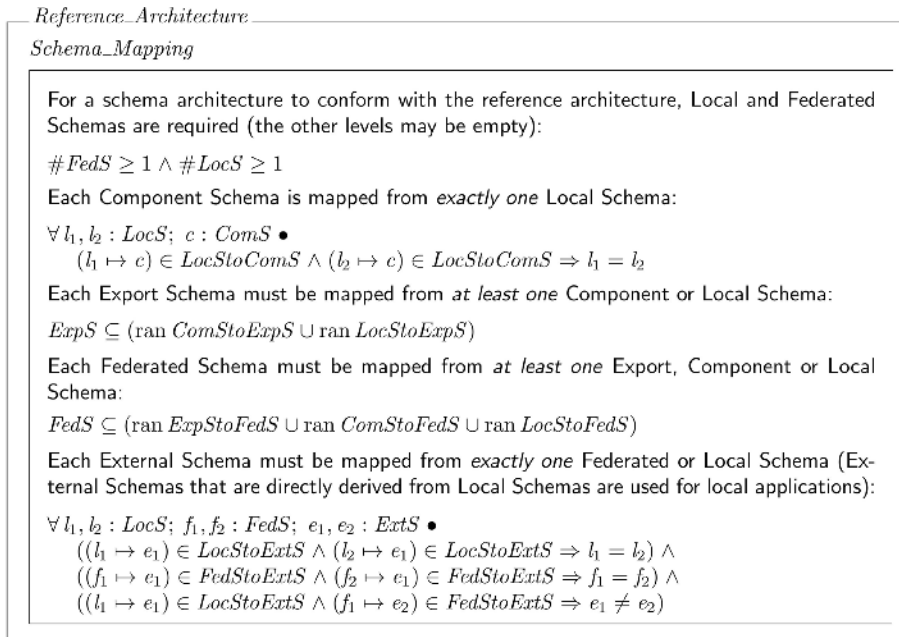 Reference_Architecture
Schema_Mapping
For a schema architecture to conform with the reference architecture, Local and Federated
Schemas are required (the other levels may be empty):
#FedS ≥ 1 ∧ #LocS ≥ 1
Each Component Schema is mapped from exactly one Local Schema:
∀ l₁, l₂ : LocS; c : ComS •
(l₁ ↦ c) ∈ LocStoComS ∧ (l₂ ↦ c) ∈ LocStoComS ⇒ l₁ = l₂
Each Export Schema must be mapped from at least one Component or Local Schema:
ExpS ⊆ (ran ComStoExpS ∪ ran LocStoExpS)
Each Federated Schema must be mapped from at least one Export, Component or Local
Schema:
FedS ⊆ (ran ExpStoFedS ∪ ran ComStoFedS ∪ ran LocStoFedS)
Each External Schema must be mapped from exactly one Federated or Local Schema (Ex-
ternal Schemas that are directly derived from Local Schemas are used for local applications):
∀ l₁, l₂ : LocS; f₁, f₂ : FedS; e₁, e₂ : ExtS •
((l₁ ↦ e₁) ∈ LocStoExtS ∧ (l₂ ↦ e₁) ∈ LocStoExtS ⇒ l₁ = l₂) ∧
((f₁ ↦ e₁) ∈ FedStoExtS ∧ (f₂ ↦ e₁) ∈ FedStoExtS ⇒ f₁ = f₂) ∧
((l₁ ↦ e₁) ∈ LocStoExtS ∧ (f₁ ↦ e₂) ∈ FedStoExtS ⇒ e₁ ≠ e₂)